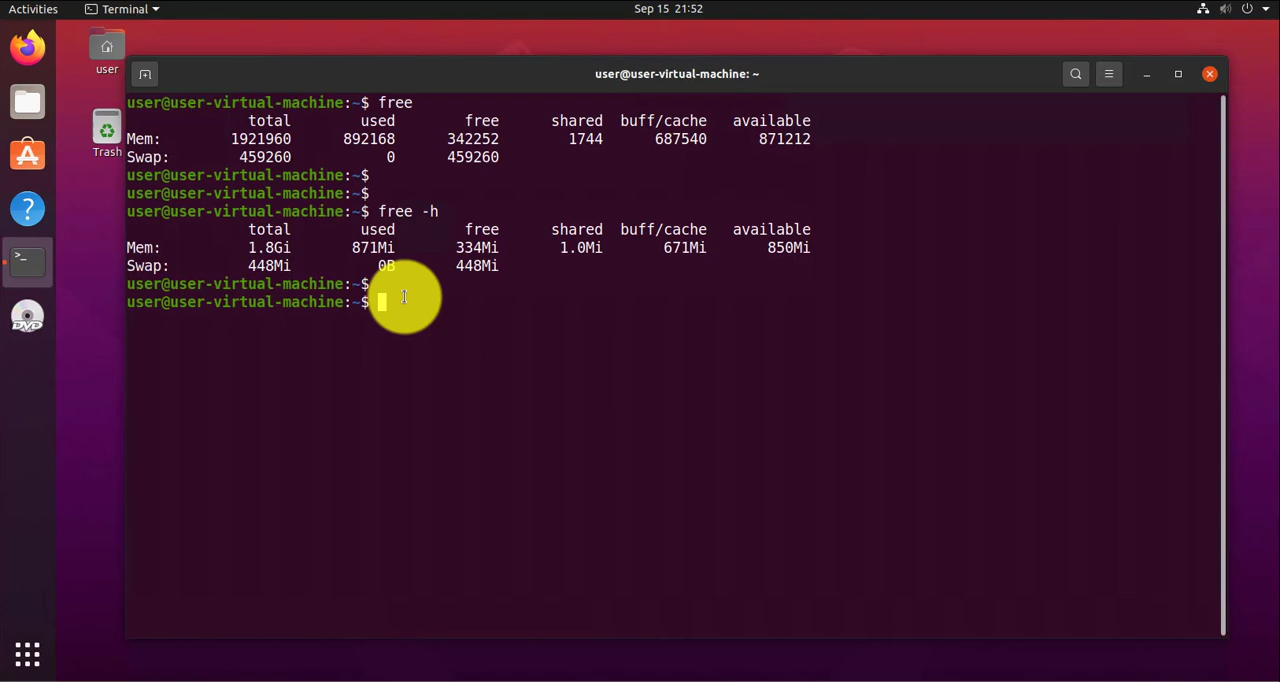 Activities Terminal Sep 15 21:52
user
Trash
DVD
user@user-virtual-machine: ~
user@user-virtual-machine:~$ free
total used free shared buff/cache available
Mem: 1921960 892168 342252 1744 687540 871212
Swap: 459260 0 459260
user@user-virtual-machine:~$
user@user-virtual-machine:~$
user@user-virtual-machine:~$ free -h
total used free shared buff/cache available
Mem: 1.8Gi 871Mi 334Mi 1.0Mi 671Mi 850Mi
Swap: 448Mi 0B 448Mi
user@user-virtual-machine:~$
user@user-virtual-machine:~$